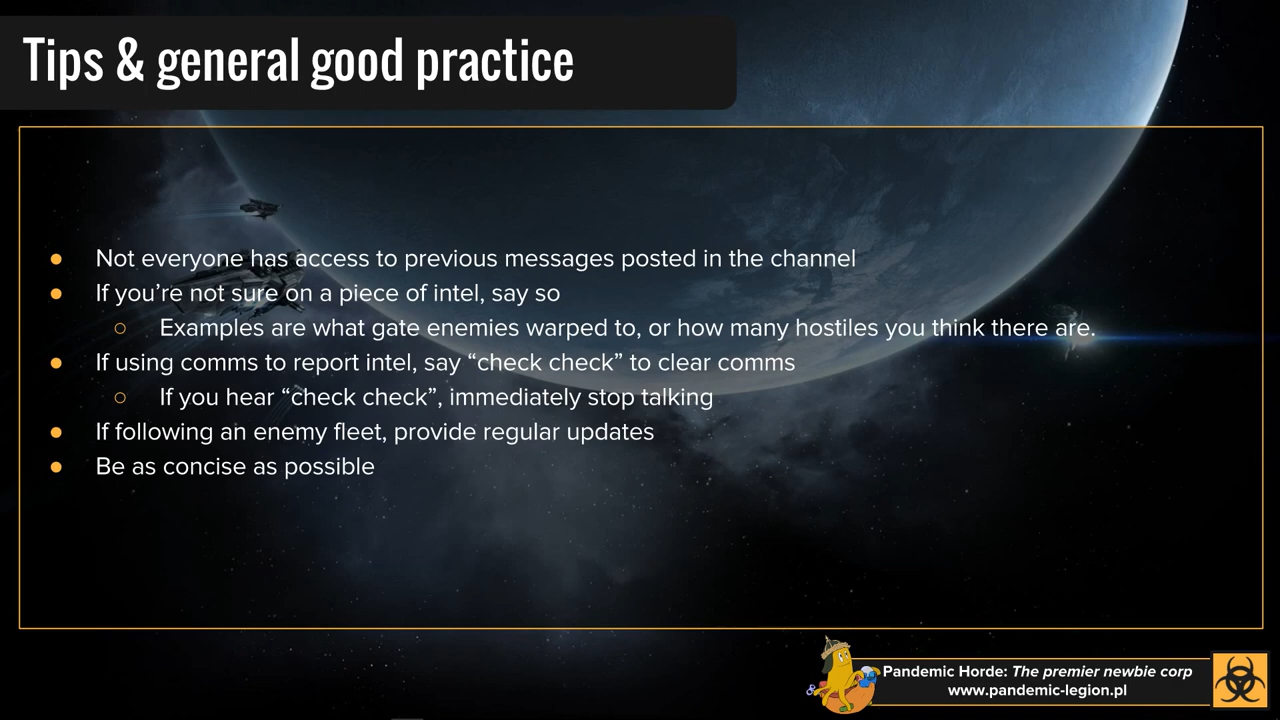 Tips & general good practice
● Not everyone has access to previous messages posted in the channel
● If you’re not sure on a piece of intel, say so
○ Examples are what gate enemies warped to, or how many hostiles you think there are.
● If using comms to report intel, say “check check” to clear comms
○ If you hear “check check”, immediately stop talking
● If following an enemy fleet, provide regular updates
● Be as concise as possible
Pandemic Horde: The premier newbie corp
www.pandemic-legion.pl